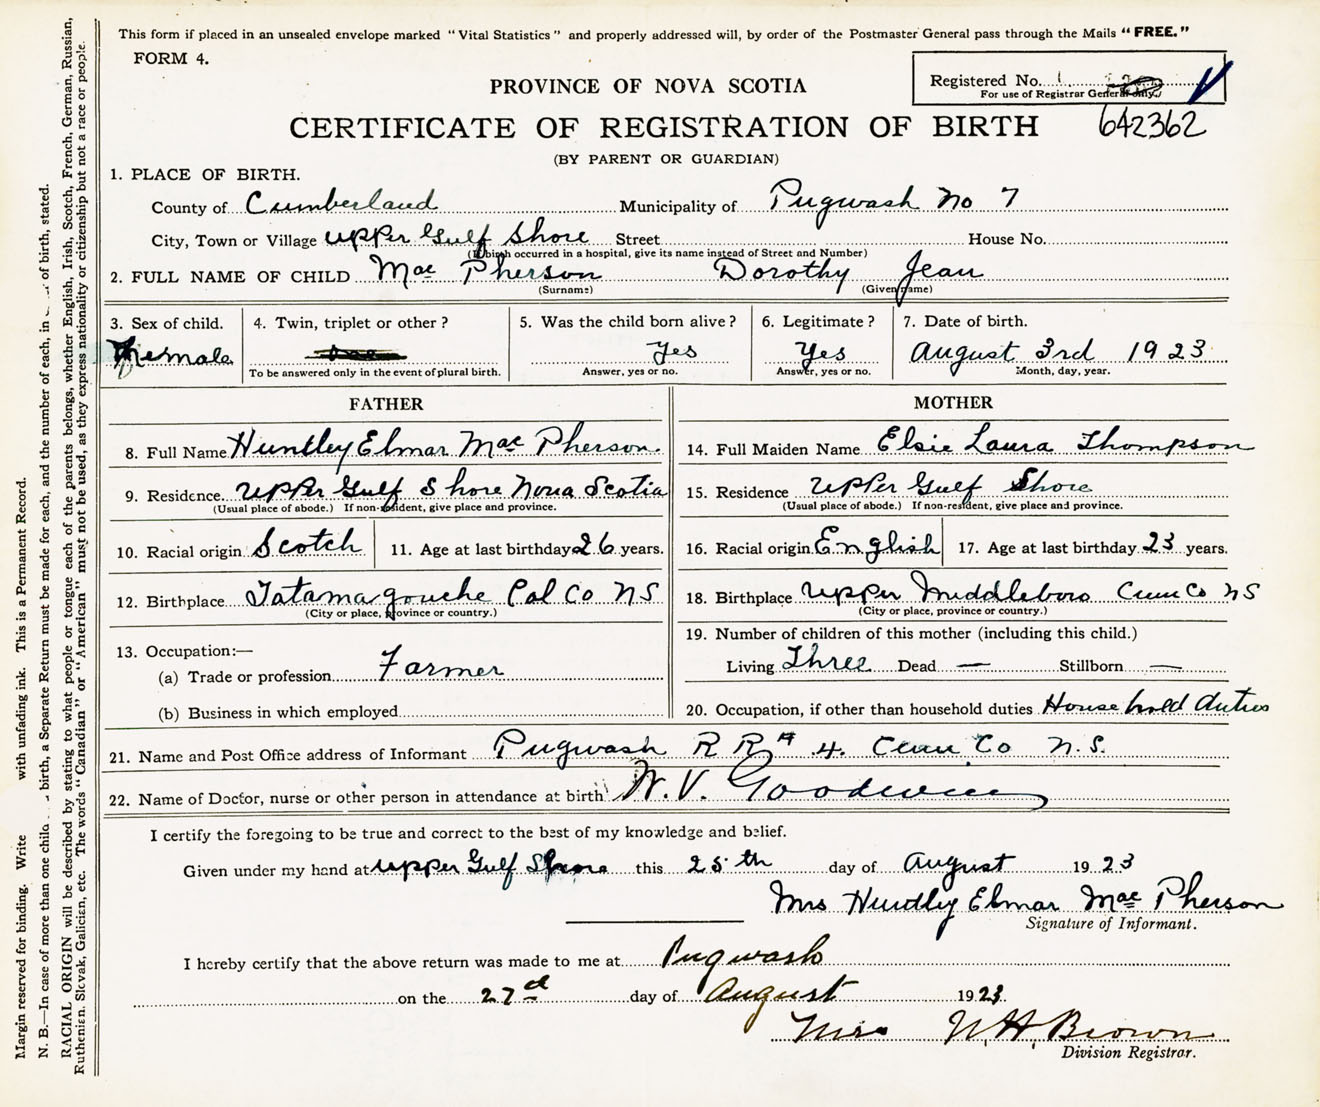 This form if placed in an unsealed envelope marked "Vital Statistics" and properly addressed will, by order of the Postmaster General pass through the Mails "FREE."
FORM 4.
Registered No.
For use of Registrar General only.
PROVINCE OF NOVA SCOTIA
CERTIFICATE OF REGISTRATION OF BIRTH 642362
(BY PARENT OR GUARDIAN)
1. PLACE OF BIRTH.
County of Cumberland Municipality of Pugwash No 7
City, Town or Village Upper Gulf Shore Street House No.
(If birth occurred in a hospital, give its name instead of Street and Number)
2. FULL NAME OF CHILD Mac Pherson Dorothy Jean
(Surname) (Given name)
3. Sex of child. 4. Twin, triplet or other? 5. Was the child born alive? 6. Legitimate? 7. Date of birth.
Female Yes Yes August 3rd 1923
To be answered only in the event of plural birth. Answer, yes or no. Answer, yes or no. Month, day, year.
FATHER MOTHER
8. Full Name Huntley Elmar Mac Pherson 14. Full Maiden Name Elsie Laura Thompson
9. Residence Upper Gulf Shore Nova Scotia 15. Residence Upper Gulf Shore
(Usual place of abode.) If non-resident, give place and province. (Usual place of abode.) If non-resident, give place and province.
10. Racial origin Scotch 11. Age at last birthday 26 years. 16. Racial origin English 17. Age at last birthday 23 years.
12. Birthplace Tatamagouche Col Co NS 18. Birthplace Upper Middleboro Cum Co NS
(City or place, province or country.) (City or place, province or country.)
13. Occupation:— 19. Number of children of this mother (including this child.)
(a) Trade or profession Farmer Living Three Dead — Stillborn —
(b) Business in which employed 20. Occupation, if other than household duties Household duties
21. Name and Post Office address of Informant Pugwash R R # 4. Cum Co N.S.
22. Name of Doctor, nurse or other person in attendance at birth W. V. Goodwin
I certify the foregoing to be true and correct to the best of my knowledge and belief.
Given under my hand at Upper Gulf Shore this 25th day of August 1923
Mrs Huntley Elmar Mac Pherson
Signature of Informant.
I hereby certify that the above return was made to me at Pugwash
on the 27d day of August 1923.
Mrs W. H. Brown
Division Registrar.
Margin reserved for binding. Write with unfading ink. This is a Permanent Record.
N. B.—In case of more than one child birth, a Separate Return must be made for each, and the number of each, in of birth, stated.
RACIAL ORIGIN will be described by stating to what people or tongue each of the parents belongs, whether English, Irish, Scotch, French, German, Russian,
Ruthenian, Slovak, Galician, etc. The words "Canadian" or "American" must not be used, as they express nationality or citizenship but not a race or people.